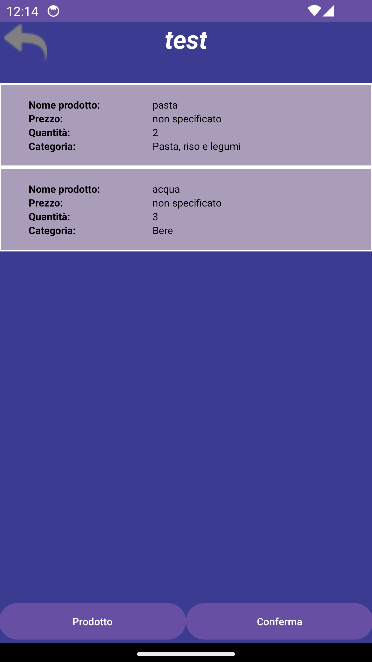 12:14
test
Nome prodotto: pasta
Prezzo: non specificato
Quantità: 2
Categoria: Pasta, riso e legumi
Nome prodotto: acqua
Prezzo: non specificato
Quantità: 3
Categoria: Bere
Prodotto Conferma